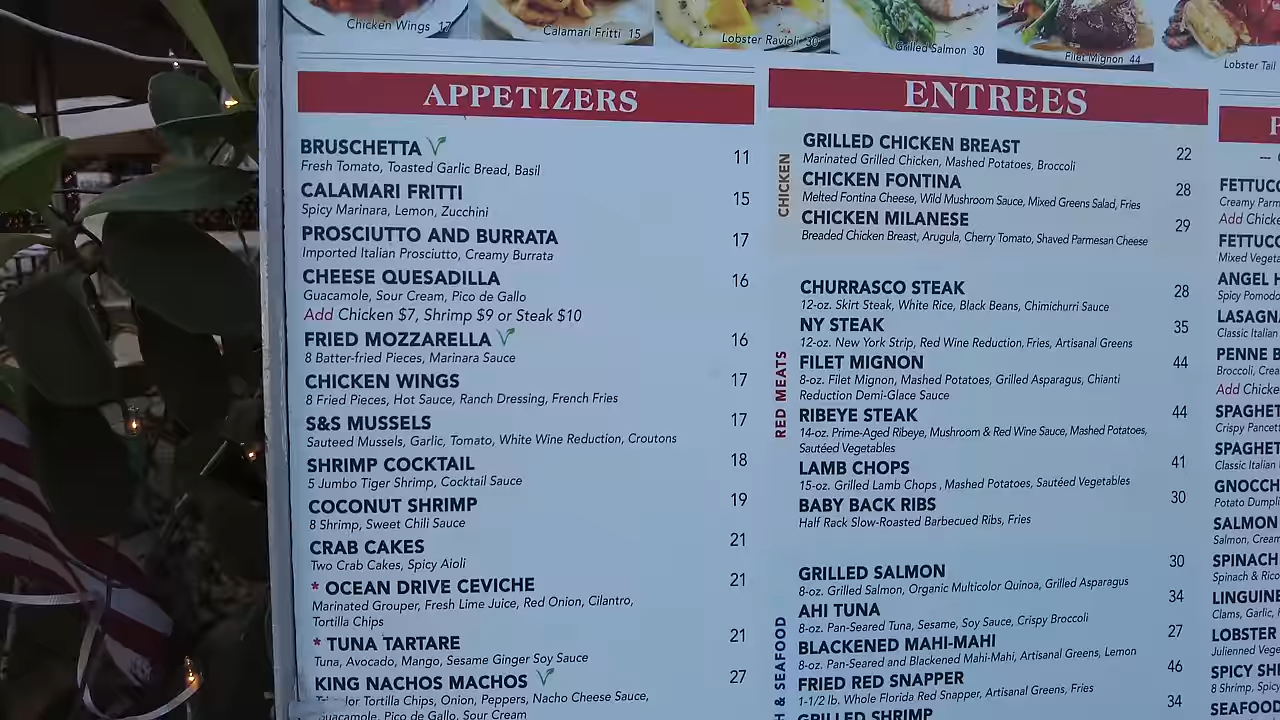 Chicken Wings 17
Calamari Fritti 15
Lobster Ravioli 30
Grilled Salmon 30
Filet Mignon 44
Lobster Tail
APPETIZERS
BRUSCHETTA 11
Fresh Tomato, Toasted Garlic Bread, Basil
CALAMARI FRITTI 15
Spicy Marinara, Lemon, Zucchini
PROSCIUTTO AND BURRATA 17
Imported Italian Prosciutto, Creamy Burrata
CHEESE QUESADILLA 16
Guacamole, Sour Cream, Pico de Gallo
Add Chicken $7, Shrimp $9 or Steak $10
FRIED MOZZARELLA 16
8 Batter-fried Pieces, Marinara Sauce
CHICKEN WINGS 17
8 Fried Pieces, Hot Sauce, Ranch Dressing, French Fries
S&S MUSSELS 17
Sauteed Mussels, Garlic, Tomato, White Wine Reduction, Croutons
SHRIMP COCKTAIL 18
5 Jumbo Tiger Shrimp, Cocktail Sauce
COCONUT SHRIMP 19
8 Shrimp, Sweet Chili Sauce
CRAB CAKES 21
Two Crab Cakes, Spicy Aioli
* OCEAN DRIVE CEVICHE 21
Marinated Grouper, Fresh Lime Juice, Red Onion, Cilantro,
Tortilla Chips
* TUNA TARTARE 21
Tuna, Avocado, Mango, Sesame Ginger Soy Sauce
KING NACHOS MACHOS 27
Tortilla Chips, Onion, Peppers, Nacho Cheese Sauce,
Guacamole, Pico de Gallo, Sour Cream
ENTREES
CHICKEN
GRILLED CHICKEN BREAST 22
Marinated Grilled Chicken, Mashed Potatoes, Broccoli
CHICKEN FONTINA 28
Melted Fontina Cheese, Wild Mushroom Sauce, Mixed Greens Salad, Fries
CHICKEN MILANESE 29
Breaded Chicken Breast, Arugula, Cherry Tomato, Shaved Parmesan Cheese
RED MEATS
CHURRASCO STEAK 28
12-oz. Skirt Steak, White Rice, Black Beans, Chimichurri Sauce
NY STEAK 35
12-oz. New York Strip, Red Wine Reduction, Fries, Artisanal Greens
FILET MIGNON 44
8-oz. Filet Mignon, Mashed Potatoes, Grilled Asparagus, Chianti
Reduction Demi-Glace Sauce
RIBEYE STEAK 44
14-oz. Prime-Aged Ribeye, Mushroom & Red Wine Sauce, Mashed Potatoes,
Sautéed Vegetables
LAMB CHOPS 41
15-oz. Grilled Lamb Chops , Mashed Potatoes, Sautéed Vegetables
BABY BACK RIBS 30
Half Rack Slow-Roasted Barbecued Ribs, Fries
& SEAFOOD
GRILLED SALMON 30
8-oz. Grilled Salmon, Organic Multicolor Quinoa, Grilled Asparagus
AHI TUNA 34
8-oz. Pan-Seared Tuna, Sesame, Soy Sauce, Crispy Broccoli
BLACKENED MAHI-MAHI 27
8-oz. Pan-Seared and Blackened Mahi-Mahi, Artisanal Greens, Lemon
FRIED RED SNAPPER 46
1-1/2 lb. Whole Florida Red Snapper, Artisanal Greens, Fries
GRILLED SHRIMP 34
FETTUC
Creamy Parm
Add Chicke
FETTUC
Mixed Vegeta
ANGEL H
Spicy Pomodo
LASAGN
Classic Italian
PENNE B
Broccoli, Crea
Add Chicke
SPAGHET
Crispy Pancett
SPAGHET
Classic Italian
GNOCCH
Potato Dumpli
SALMON
Salmon, Cream
SPINACH
Spinach & Rico
LINGUINE
Clams, Garlic,
LOBSTER
Julienned Vege
SPICY SH
8 Shrimp, Spicy
SEAFOOD